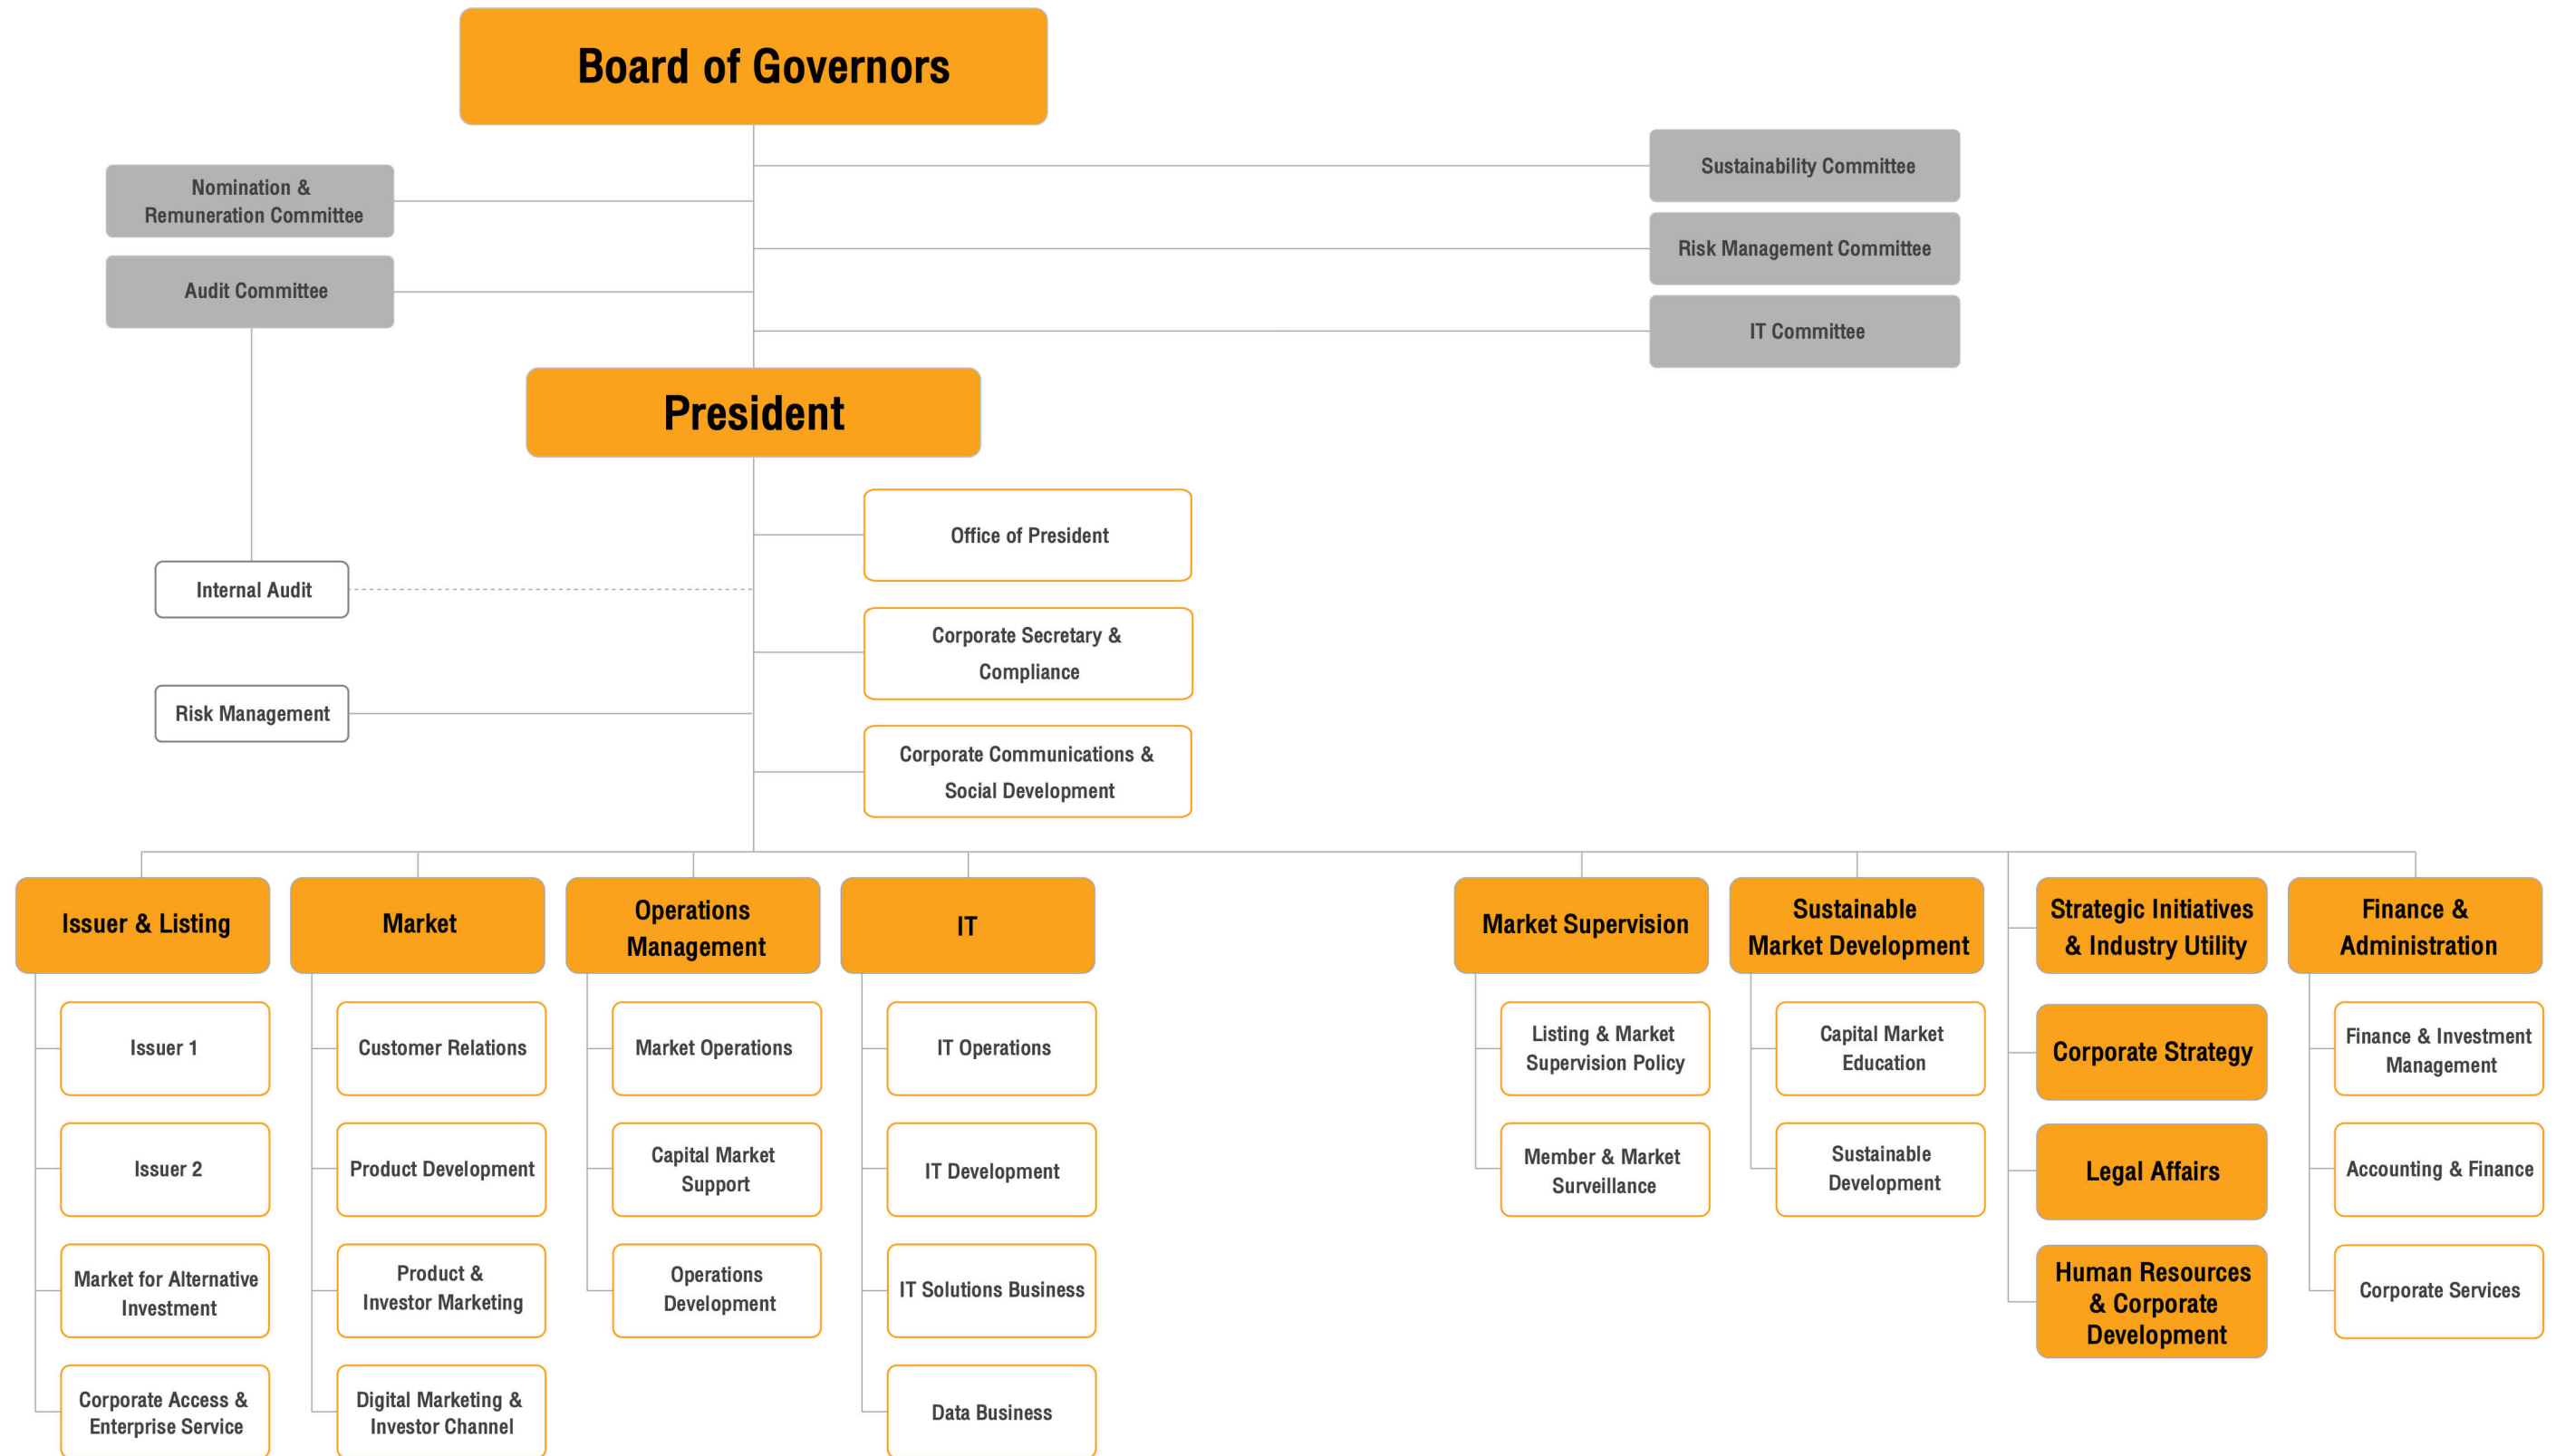 Board of Governors
Sustainability Committee
Nomination &
Remuneration Committee
Risk Management Committee
Audit Committee
IT Committee
President
Office of President
Internal Audit
Corporate Secretary &
Compliance
Risk Management
Corporate Communications &
Social Development
Issuer & Listing
Issuer 1
Issuer 2
Market for Alternative
Investment
Corporate Access &
Enterprise Service
Market
Customer Relations
Product Development
Product &
Investor Marketing
Digital Marketing &
Investor Channel
Operations
Management
Market Operations
Capital Market
Support
Operations
Development
IT
IT Operations
IT Development
IT Solutions Business
Data Business
Market Supervision
Listing & Market
Supervision Policy
Member & Market
Surveillance
Sustainable
Market Development
Capital Market
Education
Sustainable
Development
Strategic Initiatives
& Industry Utility
Corporate Strategy
Legal Affairs
Human Resources
& Corporate
Development
Finance &
Administration
Finance & Investment
Management
Accounting & Finance
Corporate Services